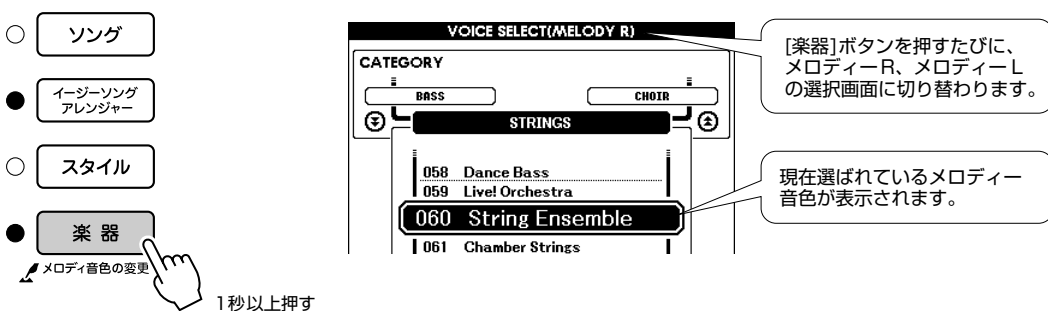 ソング
イージーソング
アレンジャー
スタイル
楽 器
メロディ音色の変更
1秒以上押す
VOICE SELECT(MELODY R)
CATEGORY
BASS
CHOIR
STRINGS
058 Dance Bass
059 Live! Orchestra
060 String Ensemble
061 Chamber Strings
[楽器]ボタンを押すたびに、
メロディーR、メロディーL
の選択画面に切り替わります。
現在選ばれているメロディー
音色が表示されます。